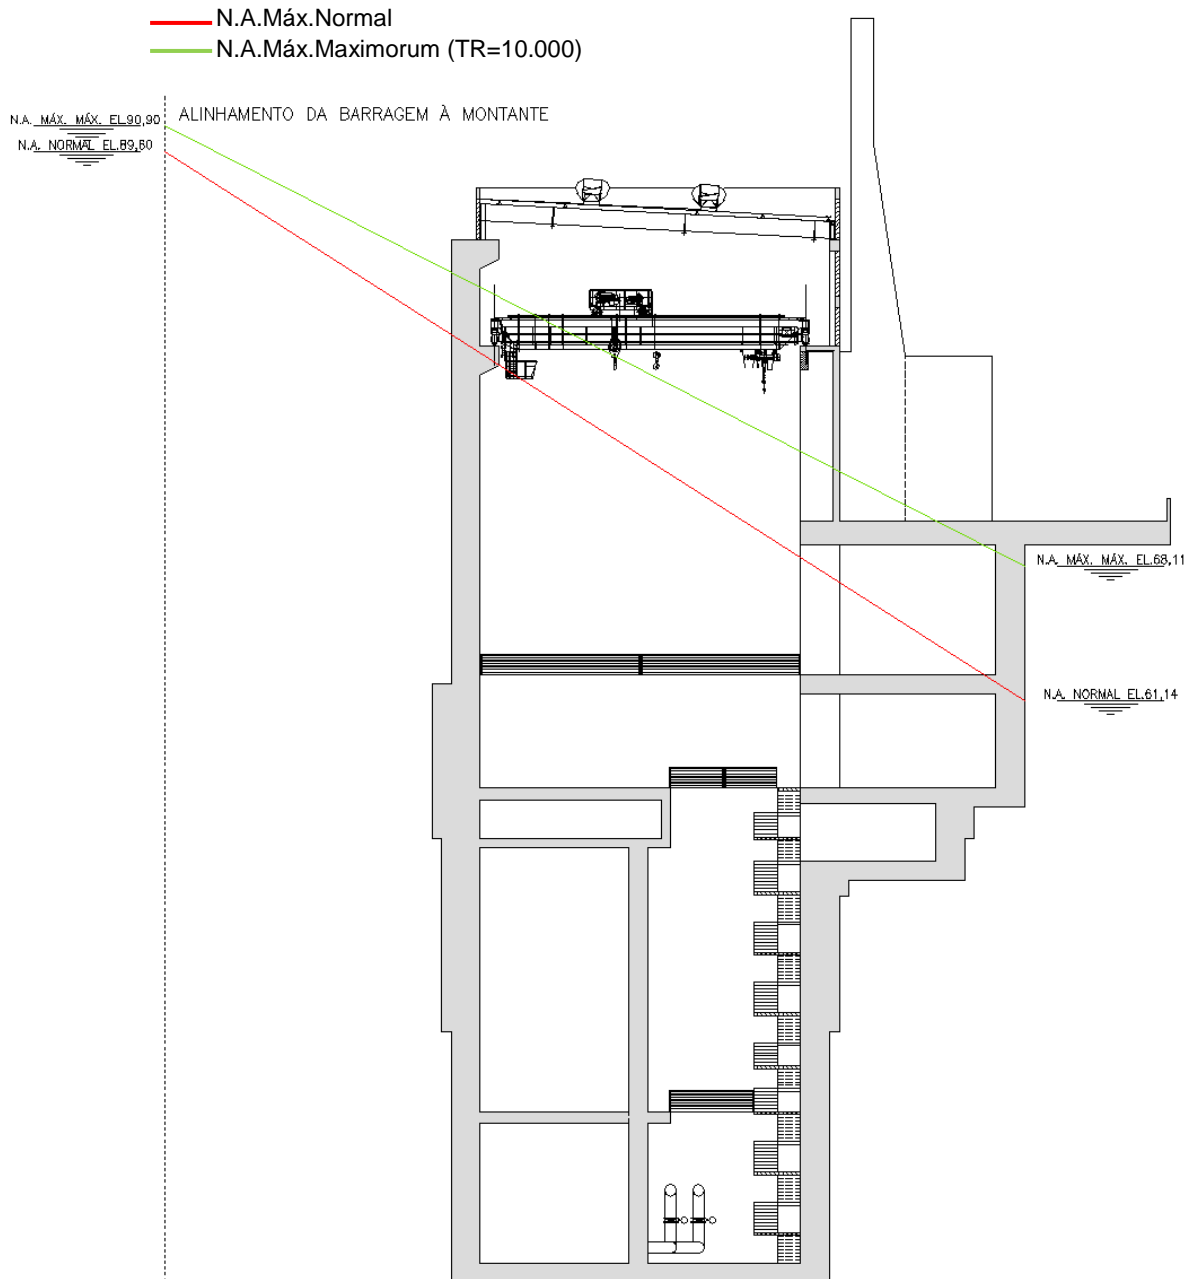 N.A.Máx.Normal
N.A.Máx.Maximorum (TR=10.000)
ALINHAMENTO DA BARRAGEM À MONTANTE
N.A. MÁX. MÁX. EL.90,90
N.A. NORMAL EL.89,80
N.A. MÁX. MÁX. EL.68,11
N.A. NORMAL EL.61,14